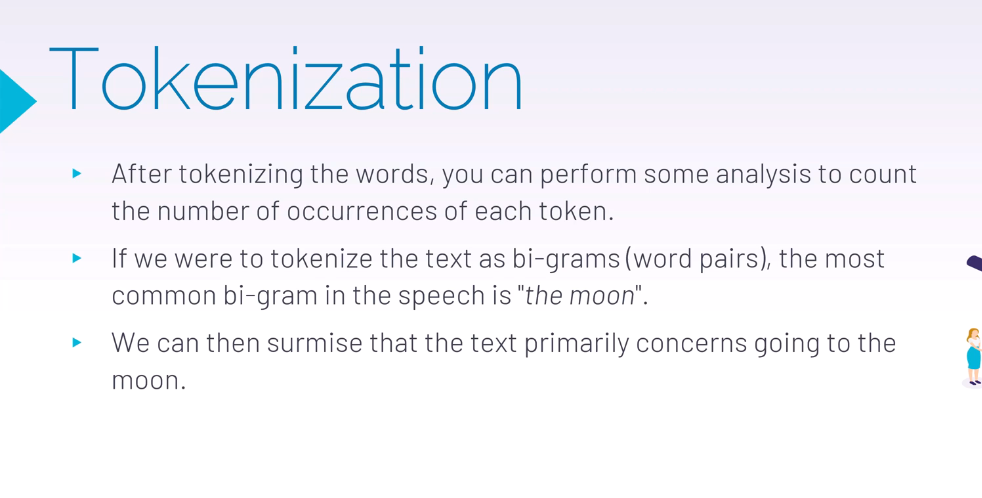 Tokenization
After tokenizing the words, you can perform some analysis to count
the number of occurrences of each token.
If we were to tokenize the text as bi-grams (word pairs), the most
common bi-gram in the speech is "the moon".
We can then surmise that the text primarily concerns going to the
moon.